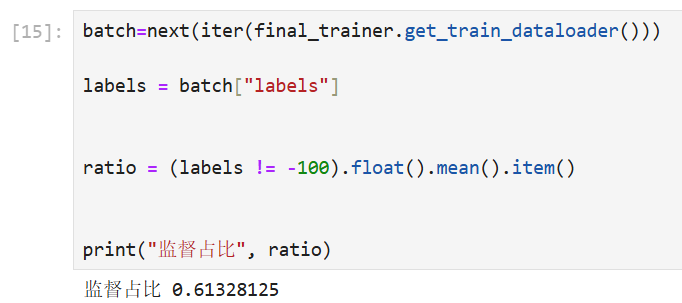 [15]: batch=next(iter(final_trainer.get_train_dataloader()))
labels = batch["labels"]
ratio = (labels != -100).float().mean().item()
print("监督占比", ratio)
监督占比 0.61328125